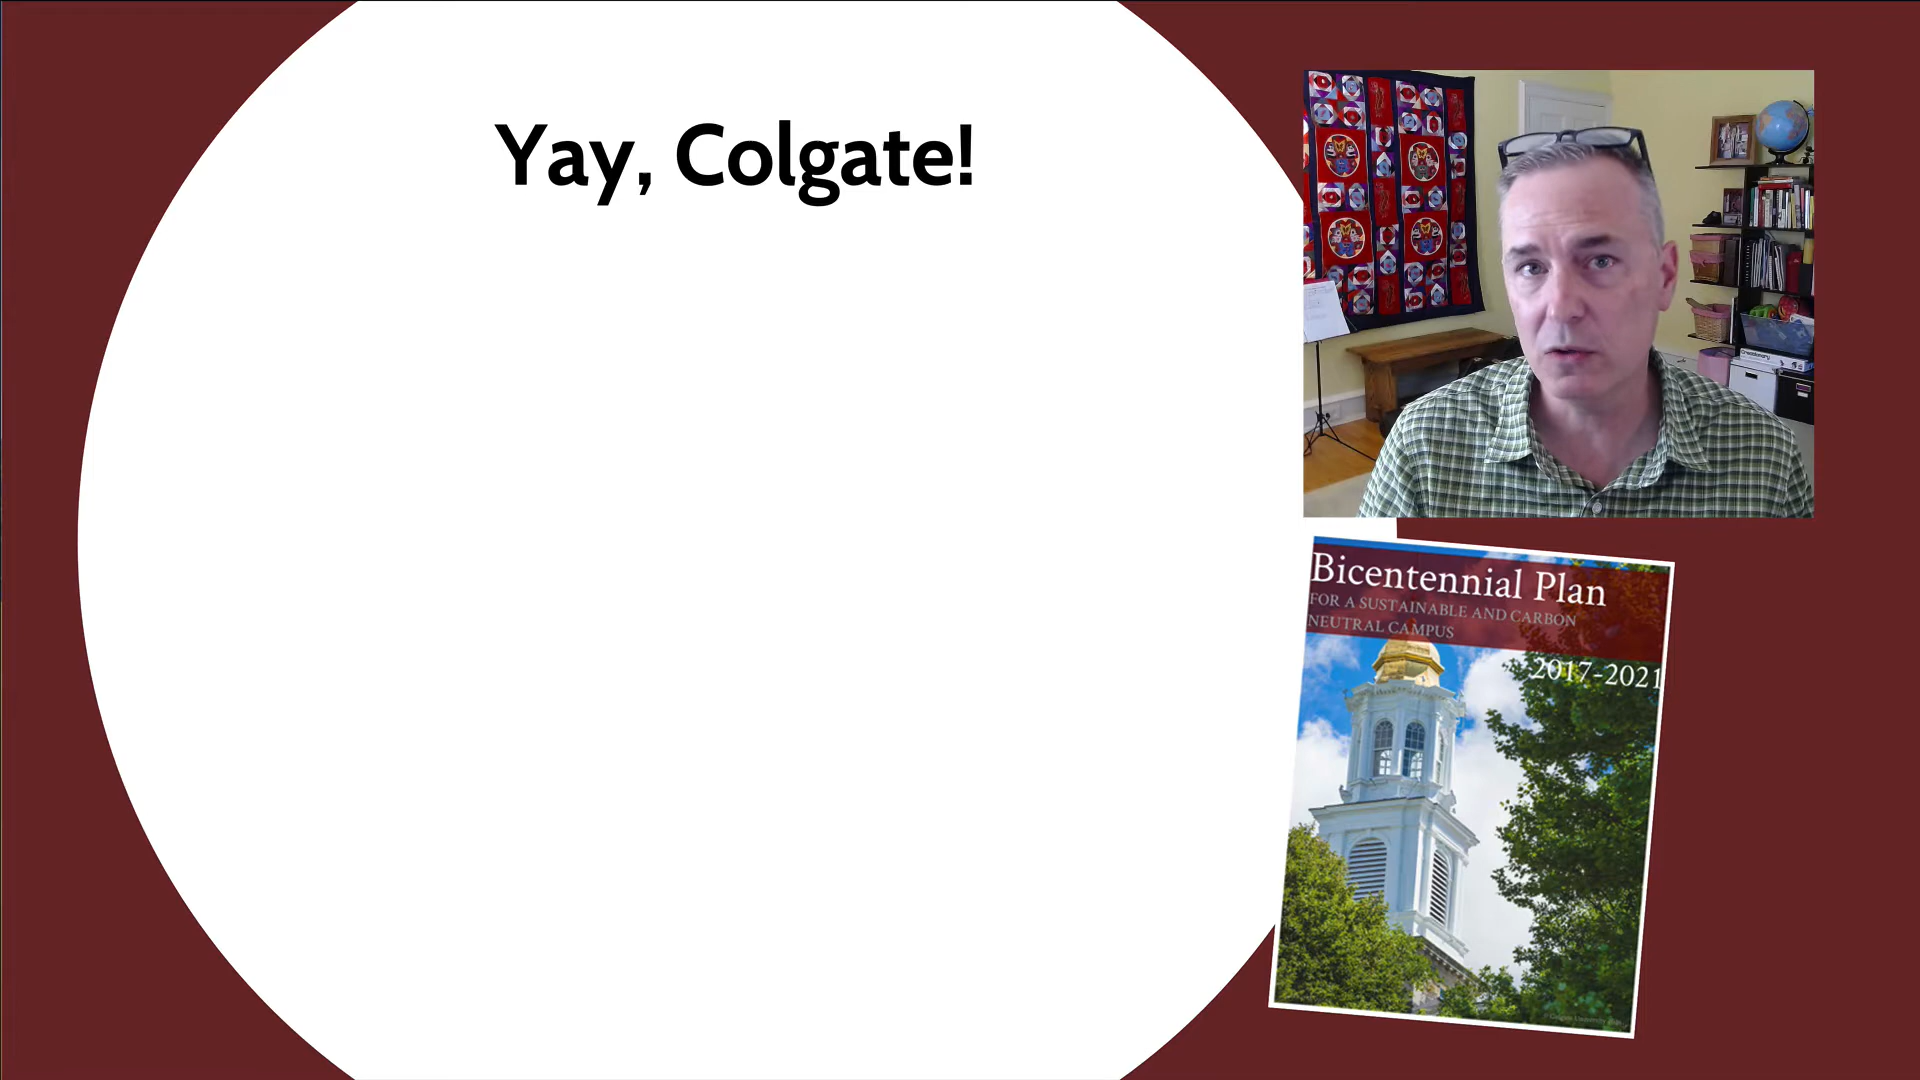 Yay, Colgate!
Bicentennial Plan
FOR A SUSTAINABLE AND CARBON
NEUTRAL CAMPUS
2017-2021